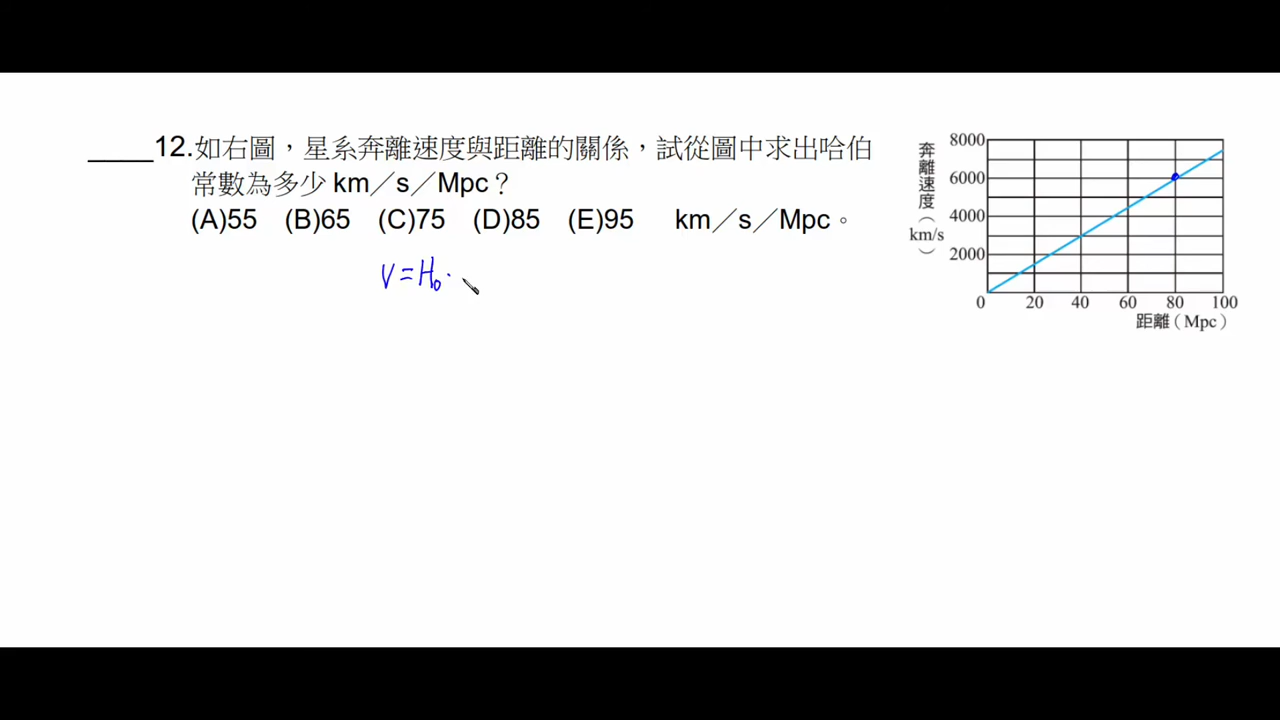 ____12.如右圖，星系奔離速度與距離的關係，試從圖中求出哈伯
常數為多少 km／s／Mpc？
(A)55 (B)65 (C)75 (D)85 (E)95 km／s／Mpc。
V=H₀·
奔離速度（km/s）
8000
6000
4000
2000
0 20 40 60 80 100
距離（Mpc）